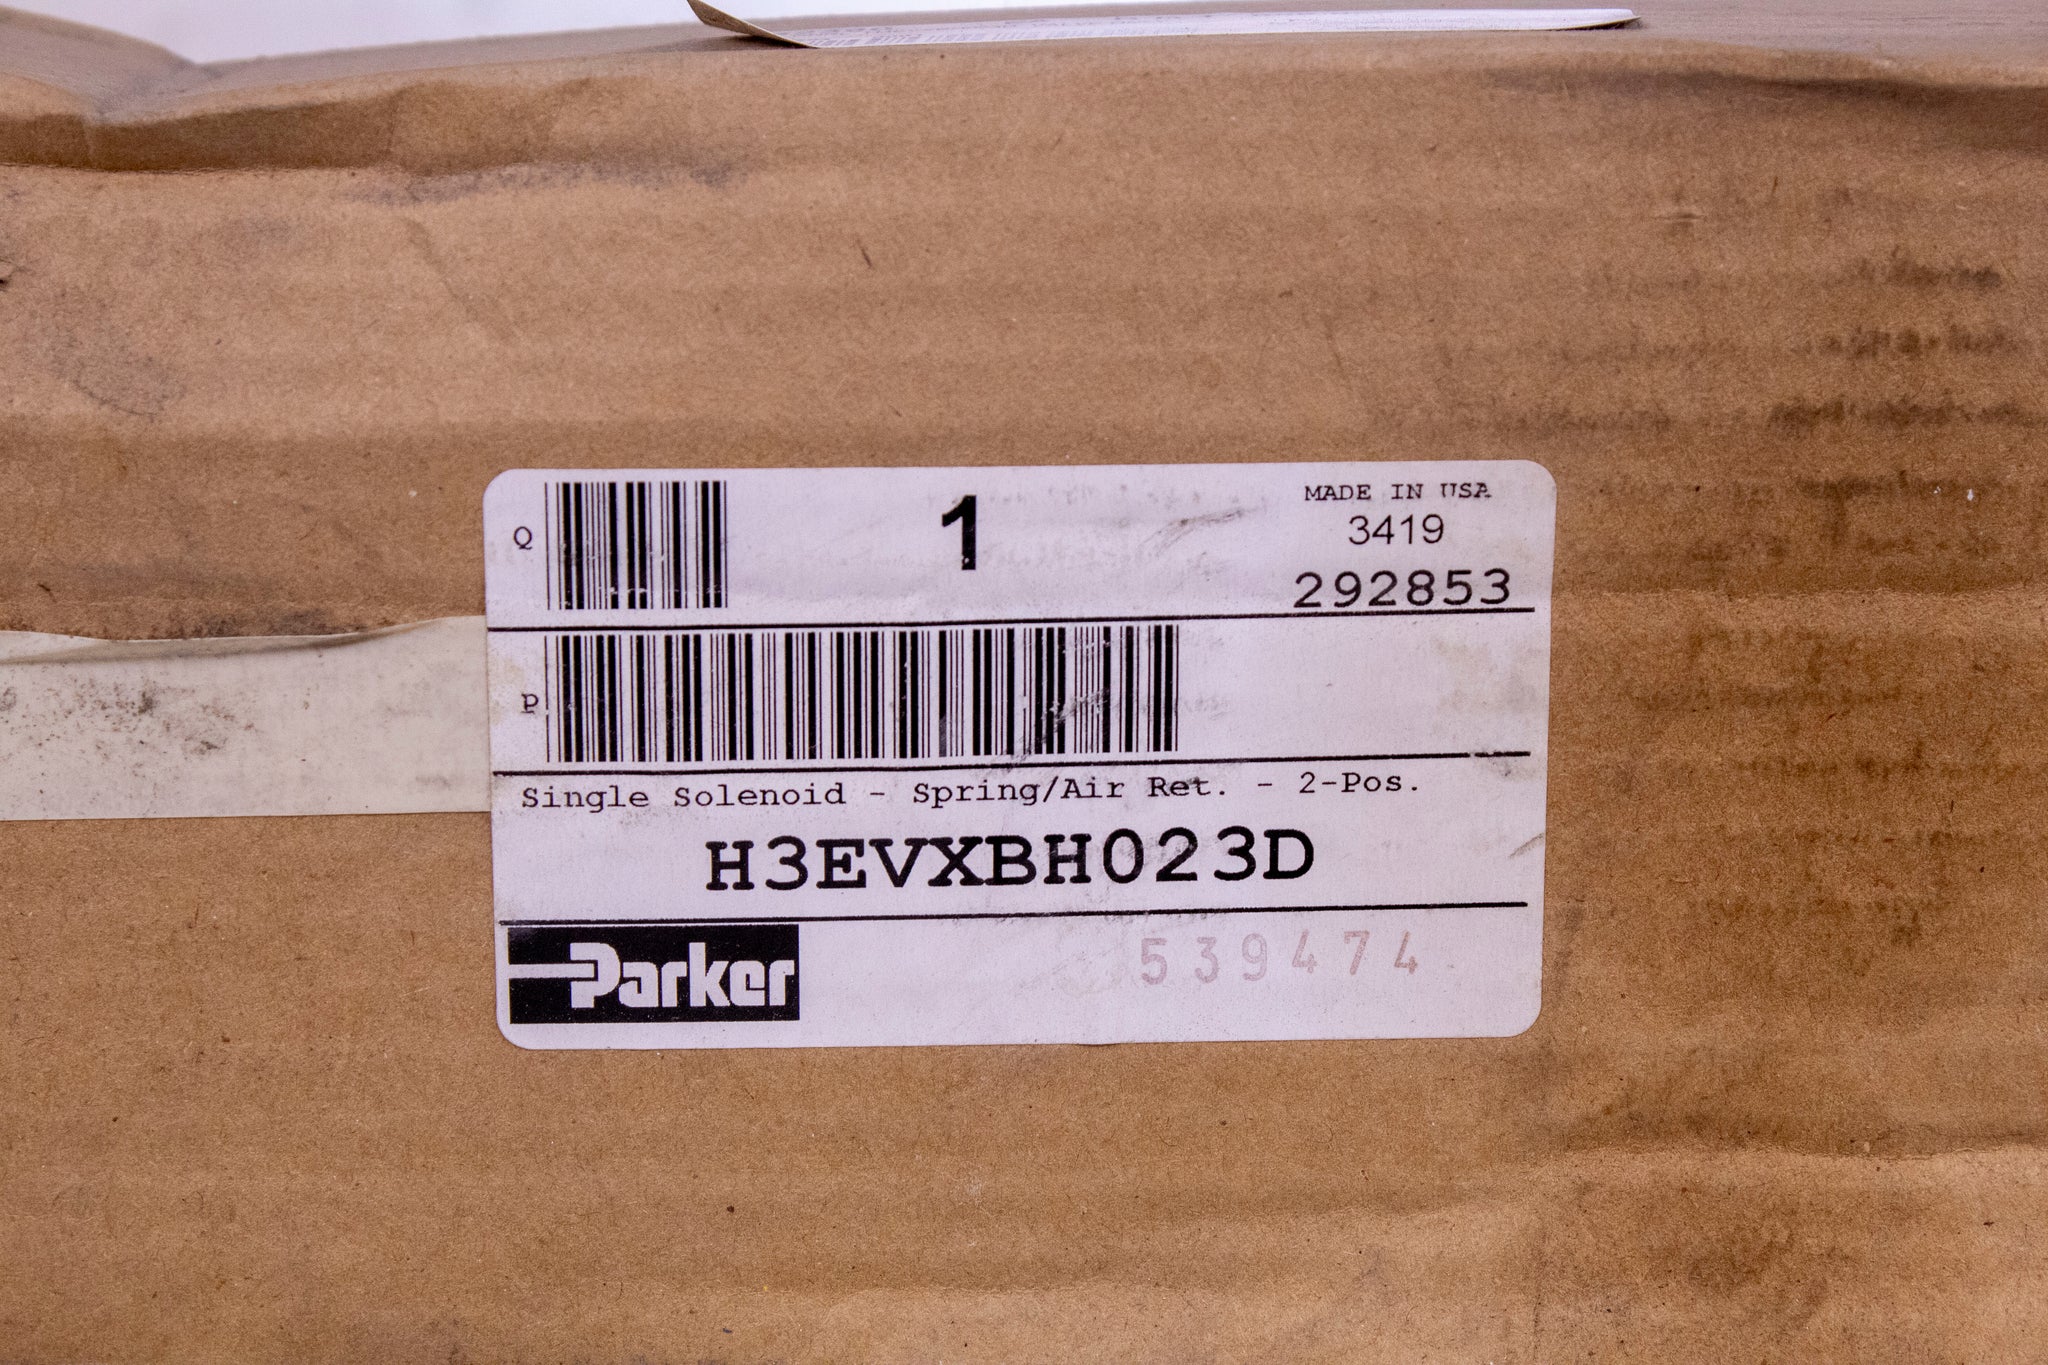 Q 1 MADE IN USA
3419
292853
P
Single Solenoid - Spring/Air Ret. - 2-Pos.
H3EVXBH023D
Parker 539474